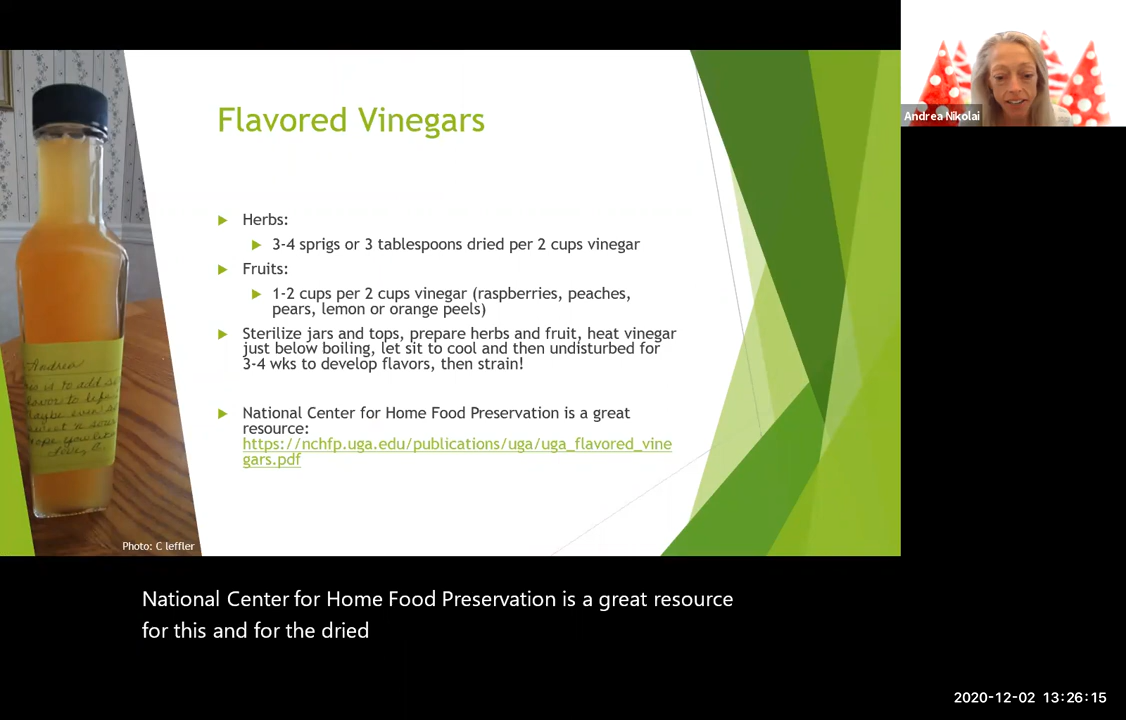 Andrea Nikolai
Flavored Vinegars
Herbs:
3-4 sprigs or 3 tablespoons dried per 2 cups vinegar
Fruits:
1-2 cups per 2 cups vinegar (raspberries, peaches,
pears, lemon or orange peels)
Sterilize jars and tops, prepare herbs and fruit, heat vinegar
just below boiling, let sit to cool and then undisturbed for
3-4 wks to develop flavors, then strain!
National Center for Home Food Preservation is a great
resource:
https://nchfp.uga.edu/publications/uga/uga_flavored_vine
gars.pdf
Andrea
Photo: C leffler
National Center for Home Food Preservation is a great resource
for this and for the dried
2020-12-02 13:26:15